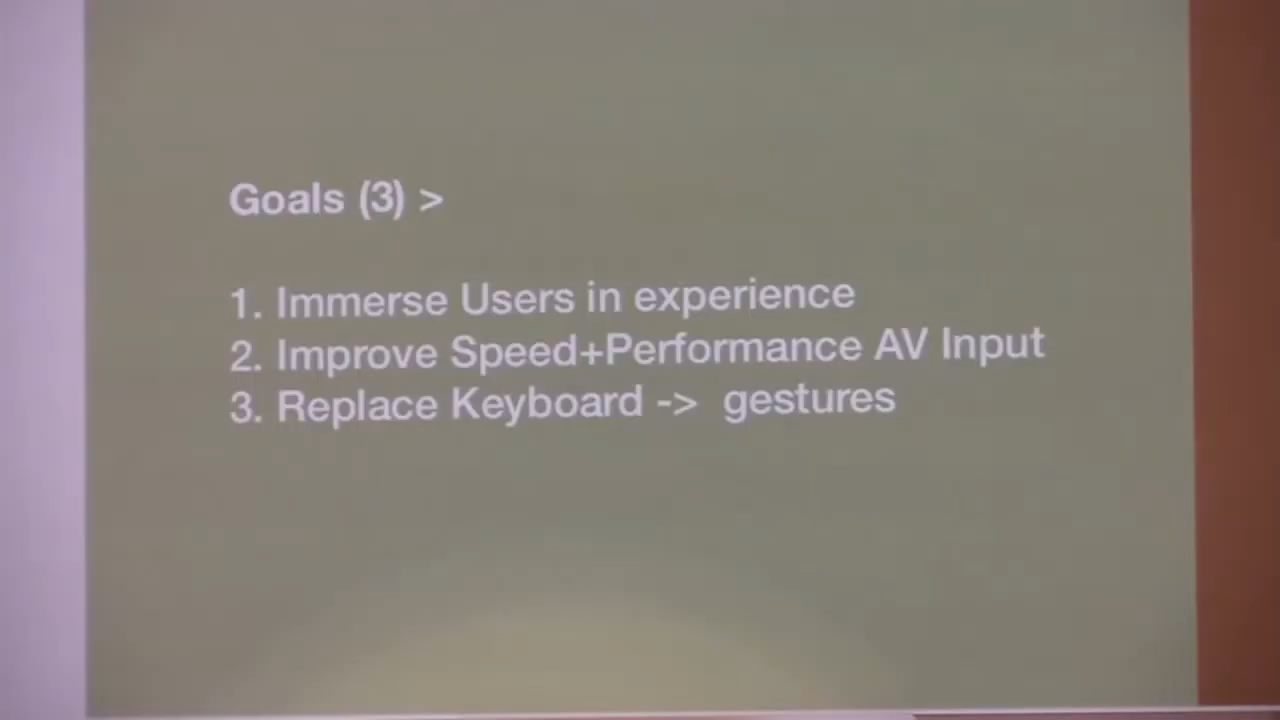 Goals (3) >
1. Immerse Users in experience
2. Improve Speed+Performance AV Input
3. Replace Keyboard -> gestures